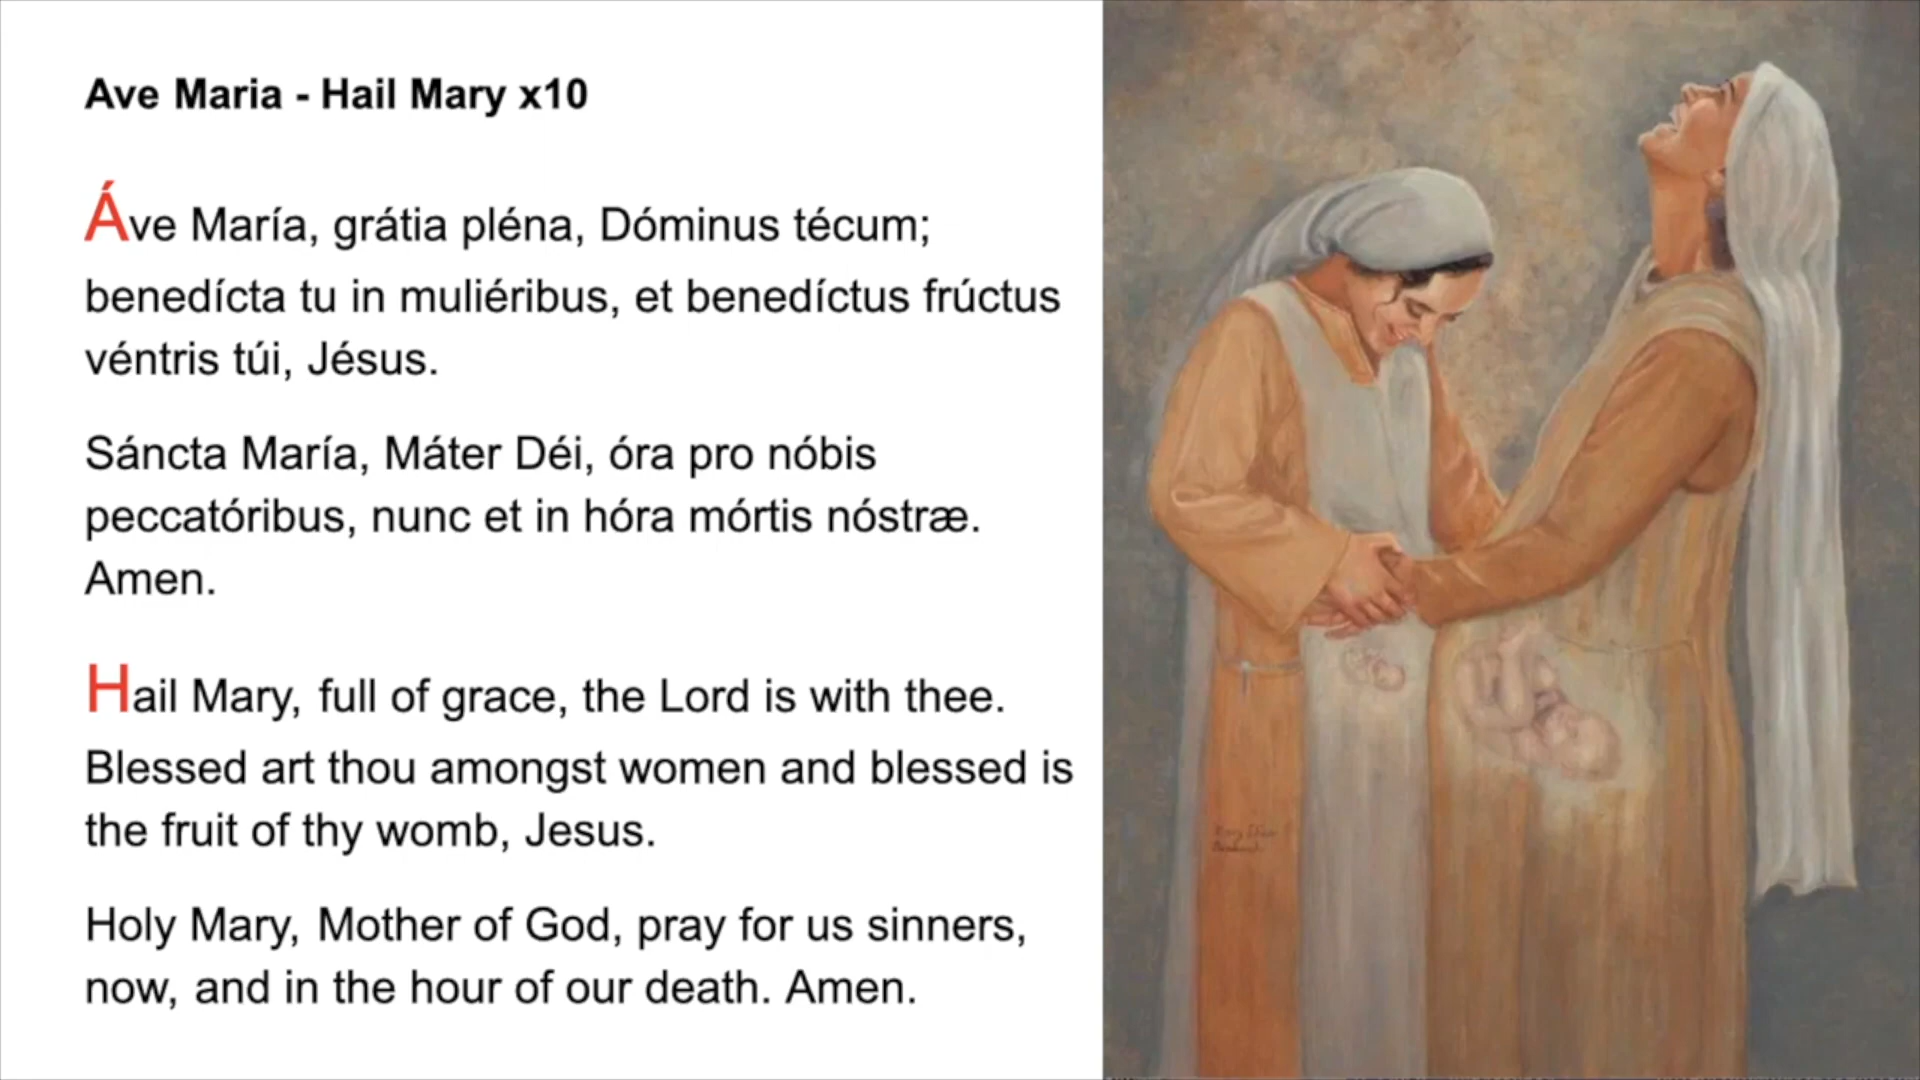 Ave Maria - Hail Mary x10
Áve María, grátia pléna, Dóminus técum;
benedícta tu in muliéribus, et benedíctus frúctus
véntris túi, Jésus.
Sáncta María, Máter Déi, óra pro nóbis
peccatóribus, nunc et in hóra mórtis nóstræ.
Amen.
Hail Mary, full of grace, the Lord is with thee.
Blessed art thou amongst women and blessed is
the fruit of thy womb, Jesus.
Holy Mary, Mother of God, pray for us sinners,
now, and in the hour of our death. Amen.